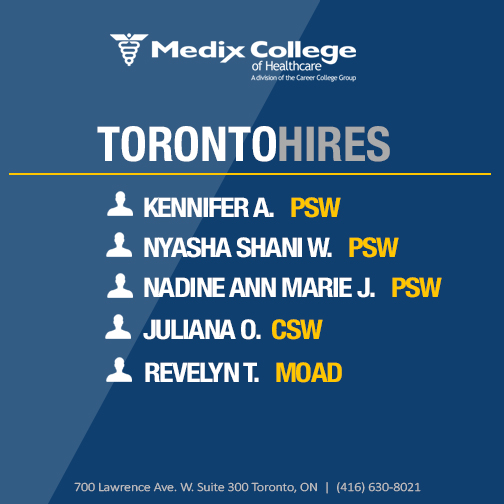 Medix College
of Healthcare
A division of the Career College Group
TORONTOHIRES
KENNIFER A. PSW
NYASHA SHANI W. PSW
NADINE ANN MARIE J. PSW
JULIANA O. CSW
REVELYN T. MOAD
700 Lawrence Ave. W. Suite 300 Toronto, ON | (416) 630-8021